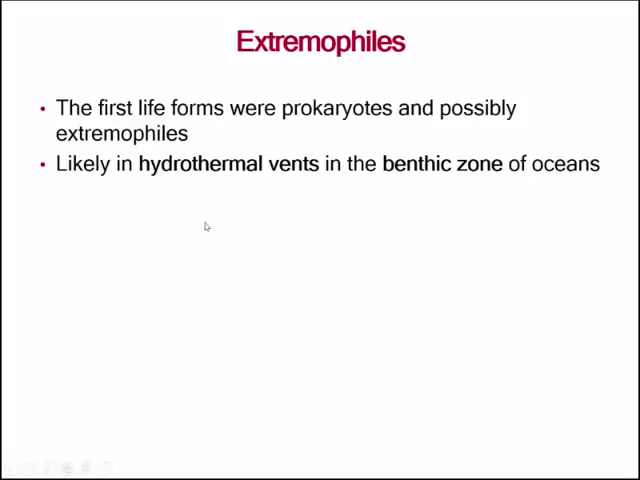 Extremophiles
• The first life forms were prokaryotes and possibly
extremophiles
• Likely in hydrothermal vents in the benthic zone of oceans